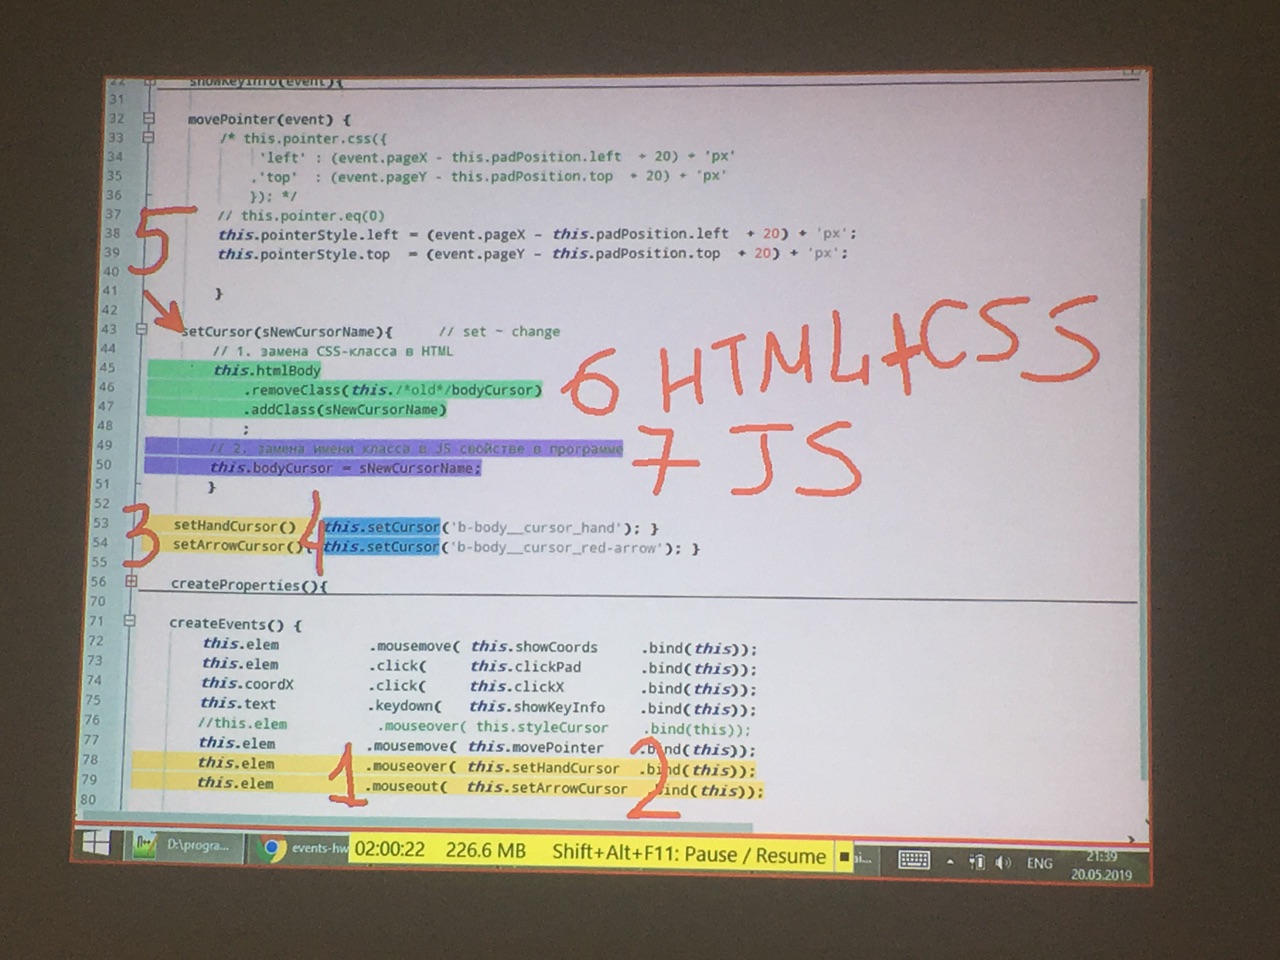 22 showKeyInfo(event){
31
32 movePointer(event) {
33 /* this.pointer.css({
34 'left' : (event.pageX - this.padPosition.left + 20) + 'px'
35 ,'top' : (event.pageY - this.padPosition.top + 20) + 'px'
36 }); */
37 // this.pointer.eq(0)
38 this.pointerStyle.left = (event.pageX - this.padPosition.left + 20) + 'px';
39 this.pointerStyle.top = (event.pageY - this.padPosition.top + 20) + 'px';
5
40
41 }
42
43 setCursor(sNewCursorName){ // set ~ change
44 // 1. замена CSS-класса в HTML
45 this.htmlBody
46 .removeClass(this./*old*/bodyCursor)
6 HTML+CSS
47 .addClass(sNewCursorName)
48 ;
49 // 2. замена имени класса в JS свойстве в программе
7 JS
50 this.bodyCursor = sNewCursorName;
51 }
52
3 4
53 setHandCursor() this.setCursor('b-body__cursor_hand'); }
54 setArrowCursor(){ this.setCursor('b-body__cursor_red-arrow'); }
55
56 createProperties(){
70
71 createEvents() {
72 this.elem .mousemove( this.showCoords .bind(this));
73 this.elem .click( this.clickPad .bind(this));
74 this.coordX .click( this.clickX .bind(this));
75 this.text .keydown( this.showKeyInfo .bind(this));
76 //this.elem .mouseover( this.styleCursor .bind(this));
77 this.elem .mousemove( this.movePointer .bind(this));
78 this.elem .mouseover( this.setHandCursor .bind(this));
1 2
79 this.elem .mouseout( this.setArrowCursor .bind(this));
80
D:\progra... events-hw 02:00:22 226.6 MB Shift+Alt+F11: Pause / Resume ai... ENG 21:39
20.05.2019